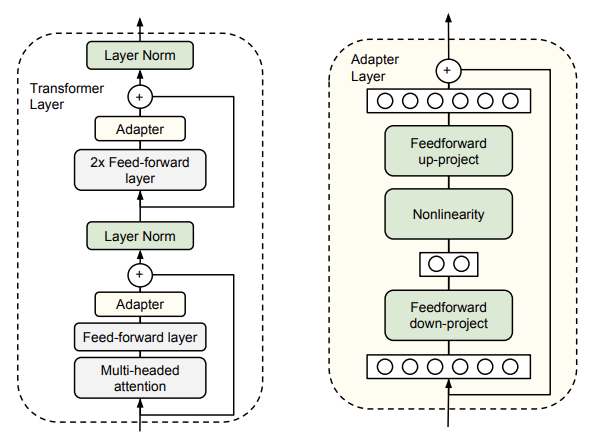 Transformer
Layer
Layer Norm
+
Adapter
2x Feed-forward
layer
Layer Norm
+
Adapter
Feed-forward layer
Multi-headed
attention
Adapter
Layer
+
Feedforward
up-project
Nonlinearity
Feedforward
down-project